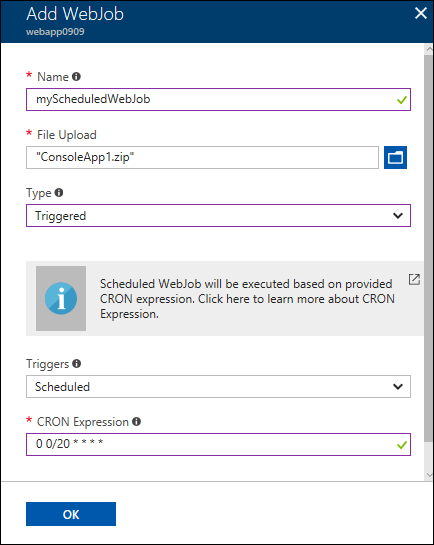 Add WebJob
webapp0909
* Name
myScheduledWebJob
* File Upload
"ConsoleApp1.zip"
Type
Triggered
Scheduled WebJob will be executed based on provided
CRON expression. Click here to learn more about CRON
Expression.
Triggers
Scheduled
* CRON Expression
0 0/20 * * * *
OK